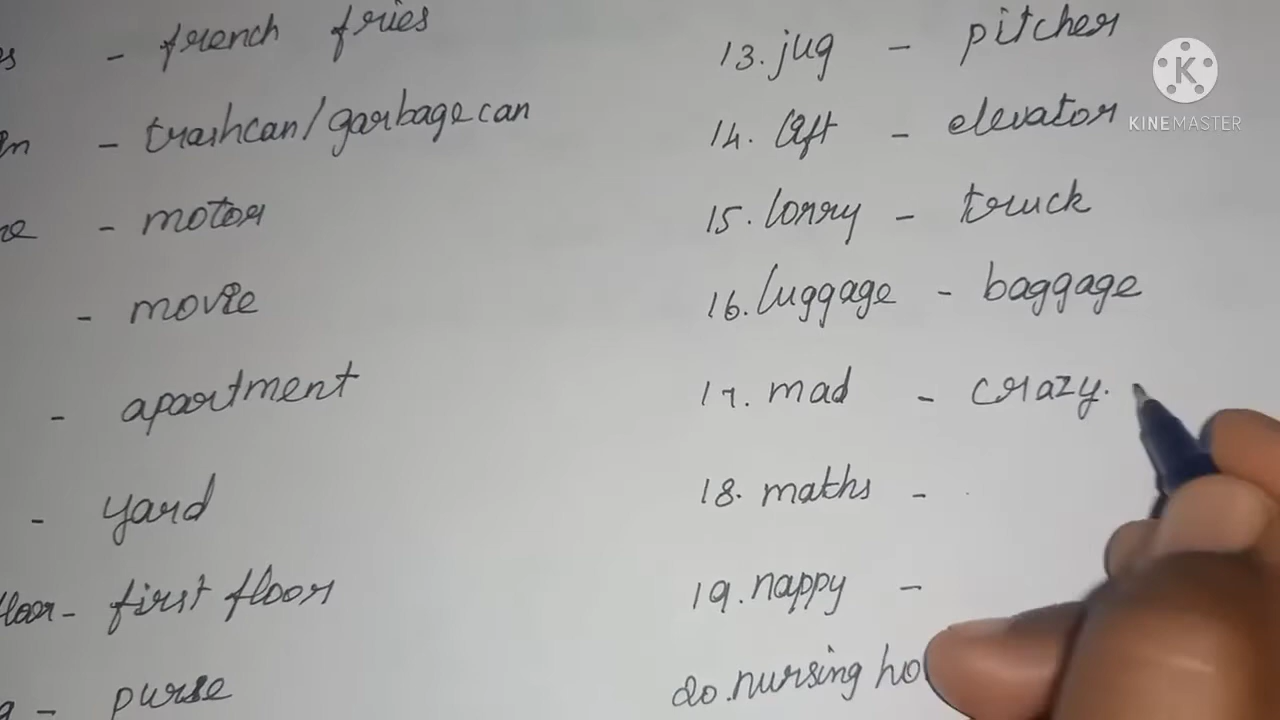 - french fries
- trashcan/garbage can
- motor
- movie
- apartment
- yard
floor - first floor
- purse
13. jug - pitcher
14. lift - elevator
15. lorry - truck
16. luggage - baggage
17. mad - crazy.
18. maths -
19. nappy -
20. nursing ho
K
KINEMASTER